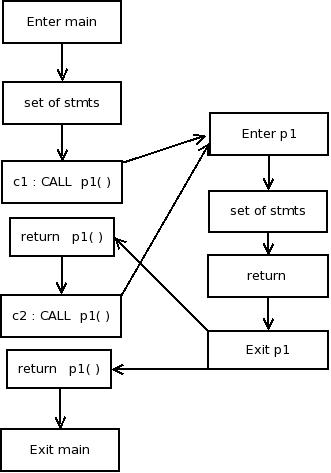 Enter main
set of stmts
c1 : CALL p1( )
return p1( )
c2 : CALL p1( )
return p1( )
Exit main
Enter p1
set of stmts
return
Exit p1